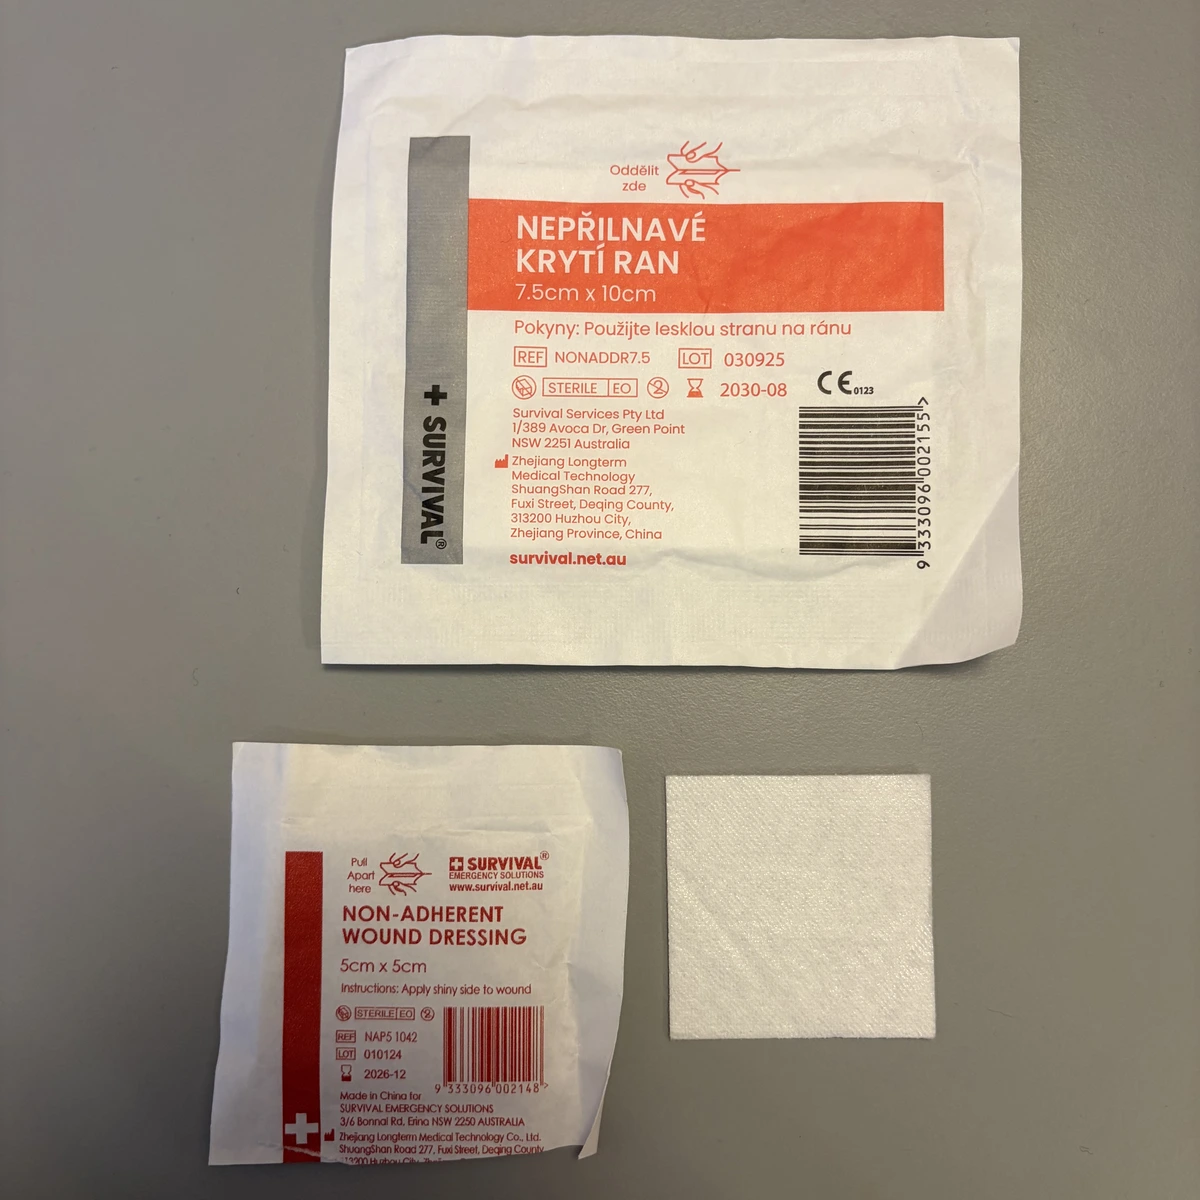 Oddělit
zde
NEPŘILNAVÉ
KRYTÍ RAN
7.5cm x 10cm
Pokyny: Použijte lesklou stranu na ránu
REF NONADDR7.5 LOT 030925
STERILE EO 2 2030-08 CE 0123
Survival Services Pty Ltd
1/389 Avoca Dr, Green Point
NSW 2251 Australia
Zhejiang Longterm
Medical Technology
ShuangShan Road 277,
Fuxi Street, Deqing County,
313200 Huzhou City,
Zhejiang Province, China
survival.net.au
SURVIVAL®
9 333096 002155 >
Pull
Apart
here
SURVIVAL®
EMERGENCY SOLUTIONS
www.survival.net.au
NON-ADHERENT
WOUND DRESSING
5cm x 5cm
Instructions: Apply shiny side to wound
STERILE EO 2
REF NAP5 1042
LOT 010124
2026-12
9 333096 002148 >
Made in China for
SURVIVAL EMERGENCY SOLUTIONS
3/6 Bonnal Rd, Erina NSW 2250 AUSTRALIA
Zhejiang Longterm Medical Technology Co., Ltd.
ShuangShan Road 277, Fuxi Street, Deqing County
313200 Huzhou City,